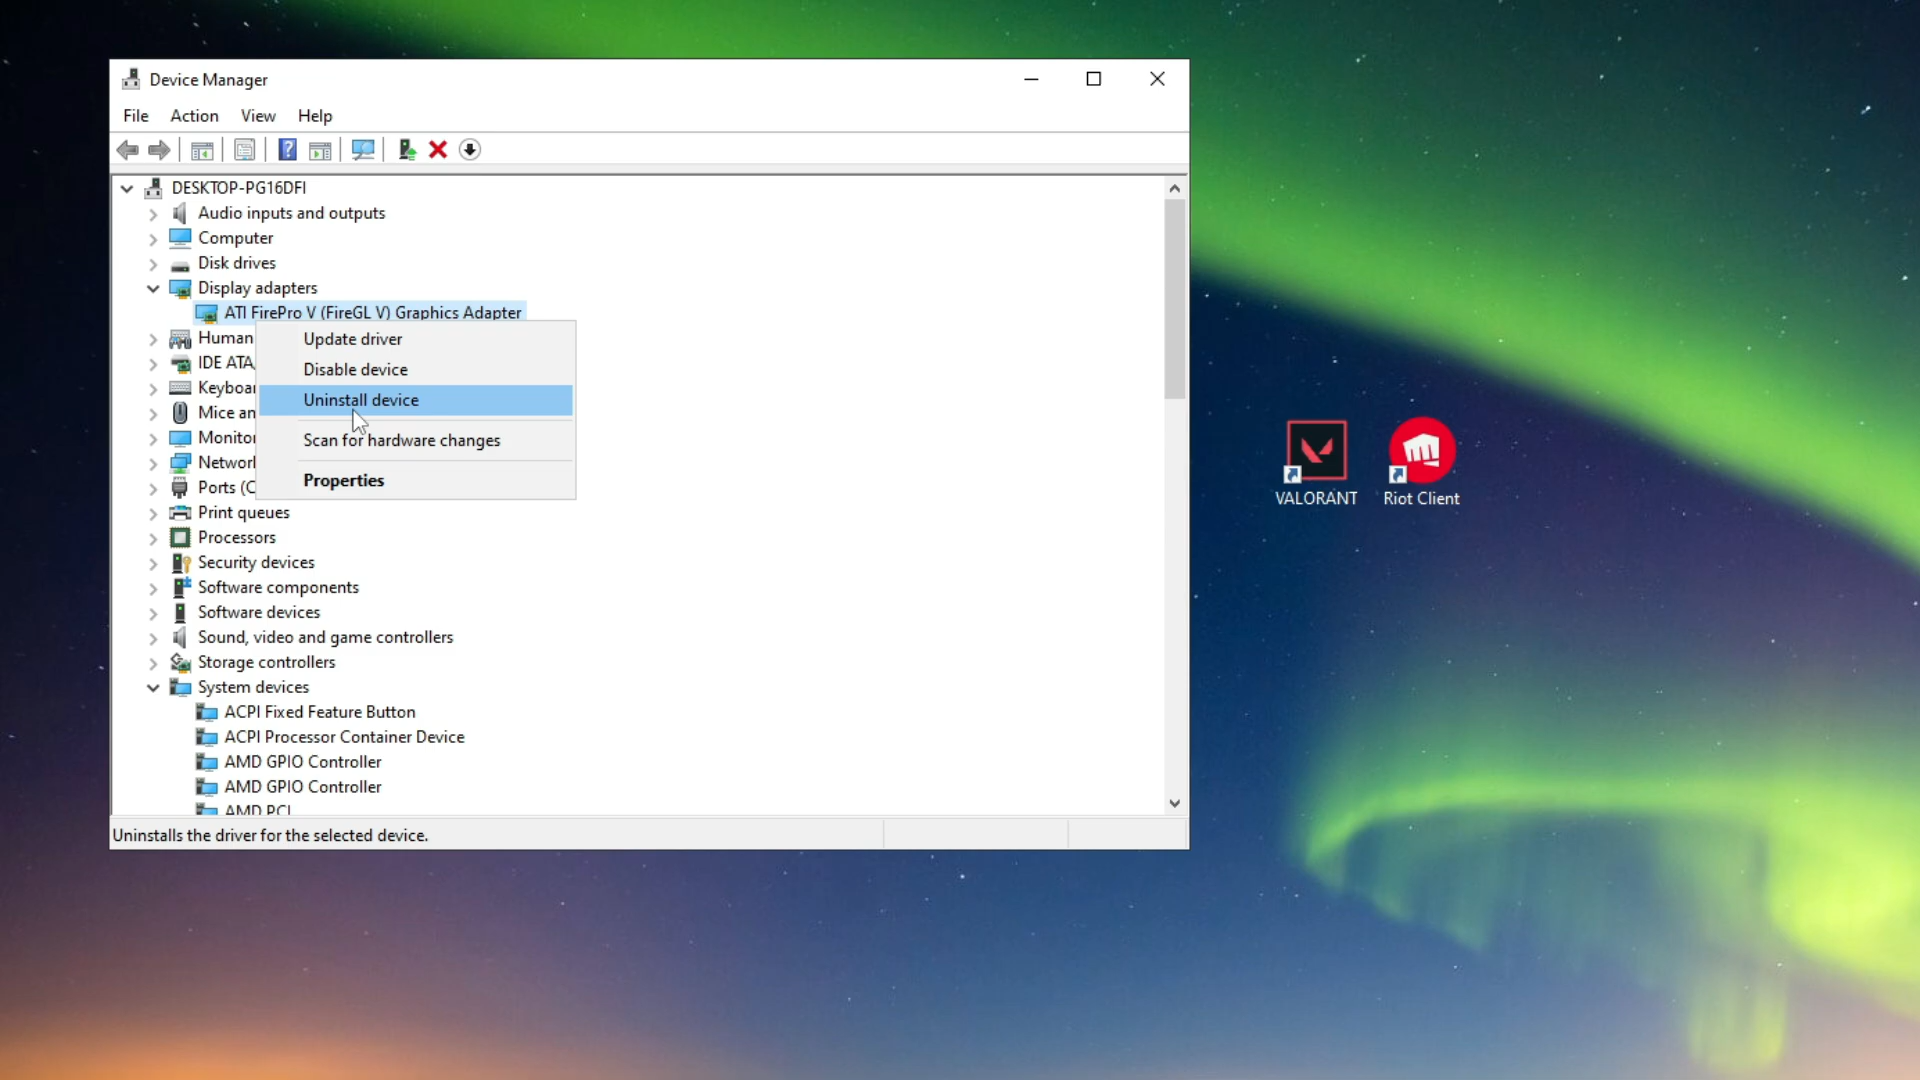 Device Manager
File Action View Help
DESKTOP-PG16DFI
Audio inputs and outputs
Computer
Disk drives
Display adapters
ATI FirePro V (FireGL V) Graphics Adapter
Human
Update driver
IDE ATA
Disable device
Keyboar
Uninstall device
Mice an
Monitor
Scan for hardware changes
Network
Ports (C
Properties
Print queues
Processors
Security devices
Software components
Software devices
Sound, video and game controllers
Storage controllers
System devices
ACPI Fixed Feature Button
ACPI Processor Container Device
AMD GPIO Controller
AMD GPIO Controller
AMD PCI
Uninstalls the driver for the selected device.
VALORANT
Riot Client